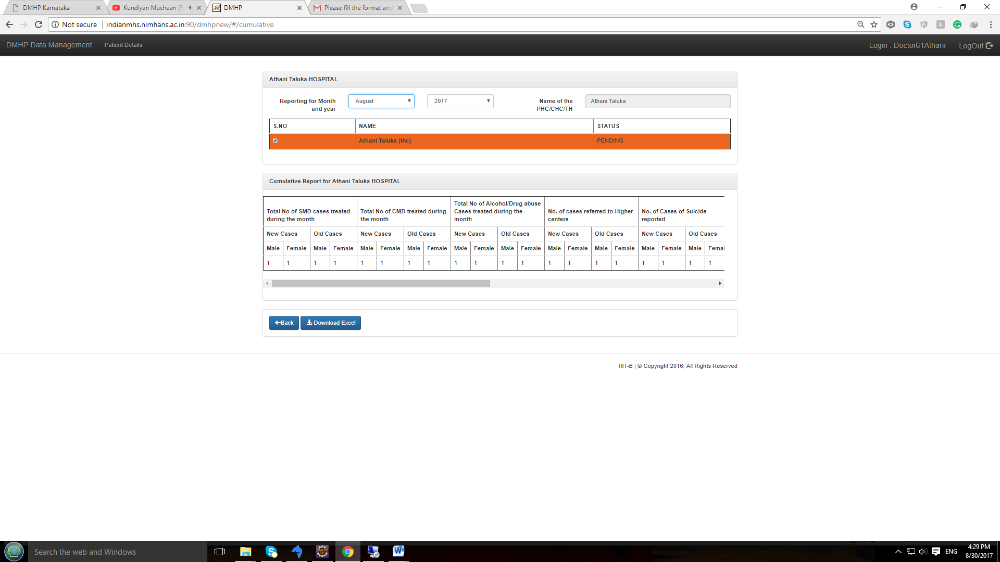 DMHP Karnataka
Kundiyan Muchaan (F
DMHP
Please fill the format and
Not secure
indianmhs.nimhans.ac.in:90/dmhpnew/#/cumulative
DMHP Data Management
Patient Details
Login : Doctor61Athani
LogOut
Athani Taluka HOSPITAL
Reporting for Month
and year
August
2017
Name of the
PHC/CHC/TH
Athani Taluka
S.NO NAME STATUS
Athani Taluka (thc) PENDING
Cumulative Report for Athani Taluka HOSPITAL
Total No of SMD cases treated
during the month
Total No of CMD treated during
the month
Total No of Alcohol/Drug abuse
Cases treated during the
month
No. of cases referred to Higher
centers
No. of Cases of Suicide
reported
New Cases Old Cases New Cases Old Cases New Cases Old Cases New Cases Old Cases New Cases Old Cases
Male Female Male Female Male Female Male Female Male Female Male Female Male Female Male Female Male Female Male Femal
1 1 1 1 1 1 1 1 1 1 1 1 1 1 1 1 1 1 1 1
Back
Download Excel
IIIT-B | © Copyright 2016, All Rights Reserved
Search the web and Windows
ENG
4:29 PM
8/30/2017